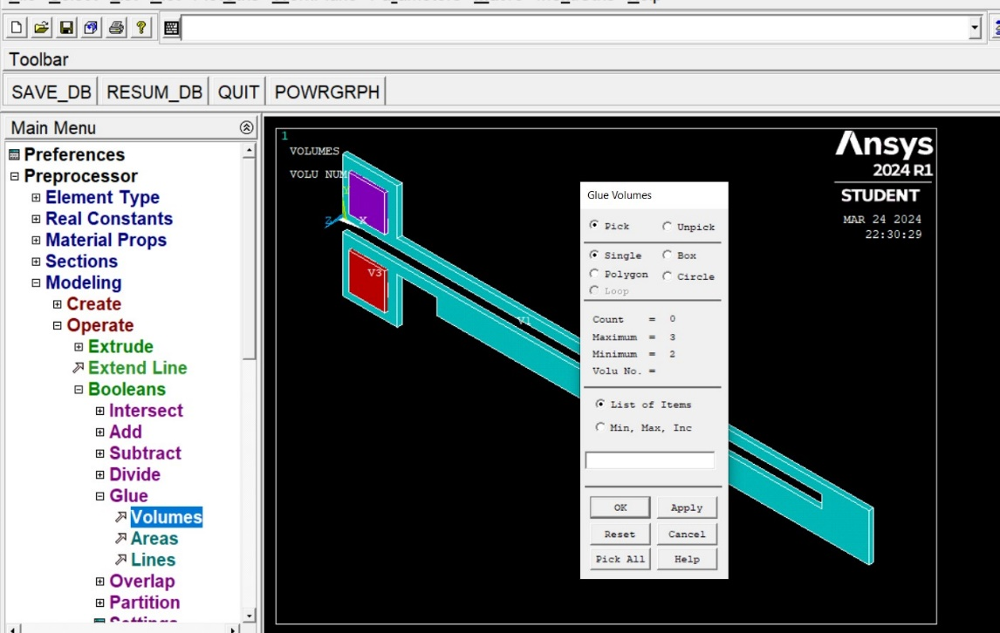 Toolbar
SAVE_DB RESUM_DB QUIT POWRGRPH
Main Menu
Preferences
Preprocessor
Element Type
Real Constants
Material Props
Sections
Modeling
Create
Operate
Extrude
Extend Line
Booleans
Intersect
Add
Subtract
Divide
Glue
Volumes
Areas
Lines
Overlap
Partition
1
VOLUMES
VOLU NUM
Y
Z X
V3
V1
Ansys
2024 R1
STUDENT
MAR 24 2024
22:30:29
Glue Volumes
Pick Unpick
Single Box
Polygon Circle
Loop
Count = 0
Maximum = 3
Minimum = 2
Volu No. =
List of Items
Min, Max, Inc
OK Apply
Reset Cancel
Pick All Help